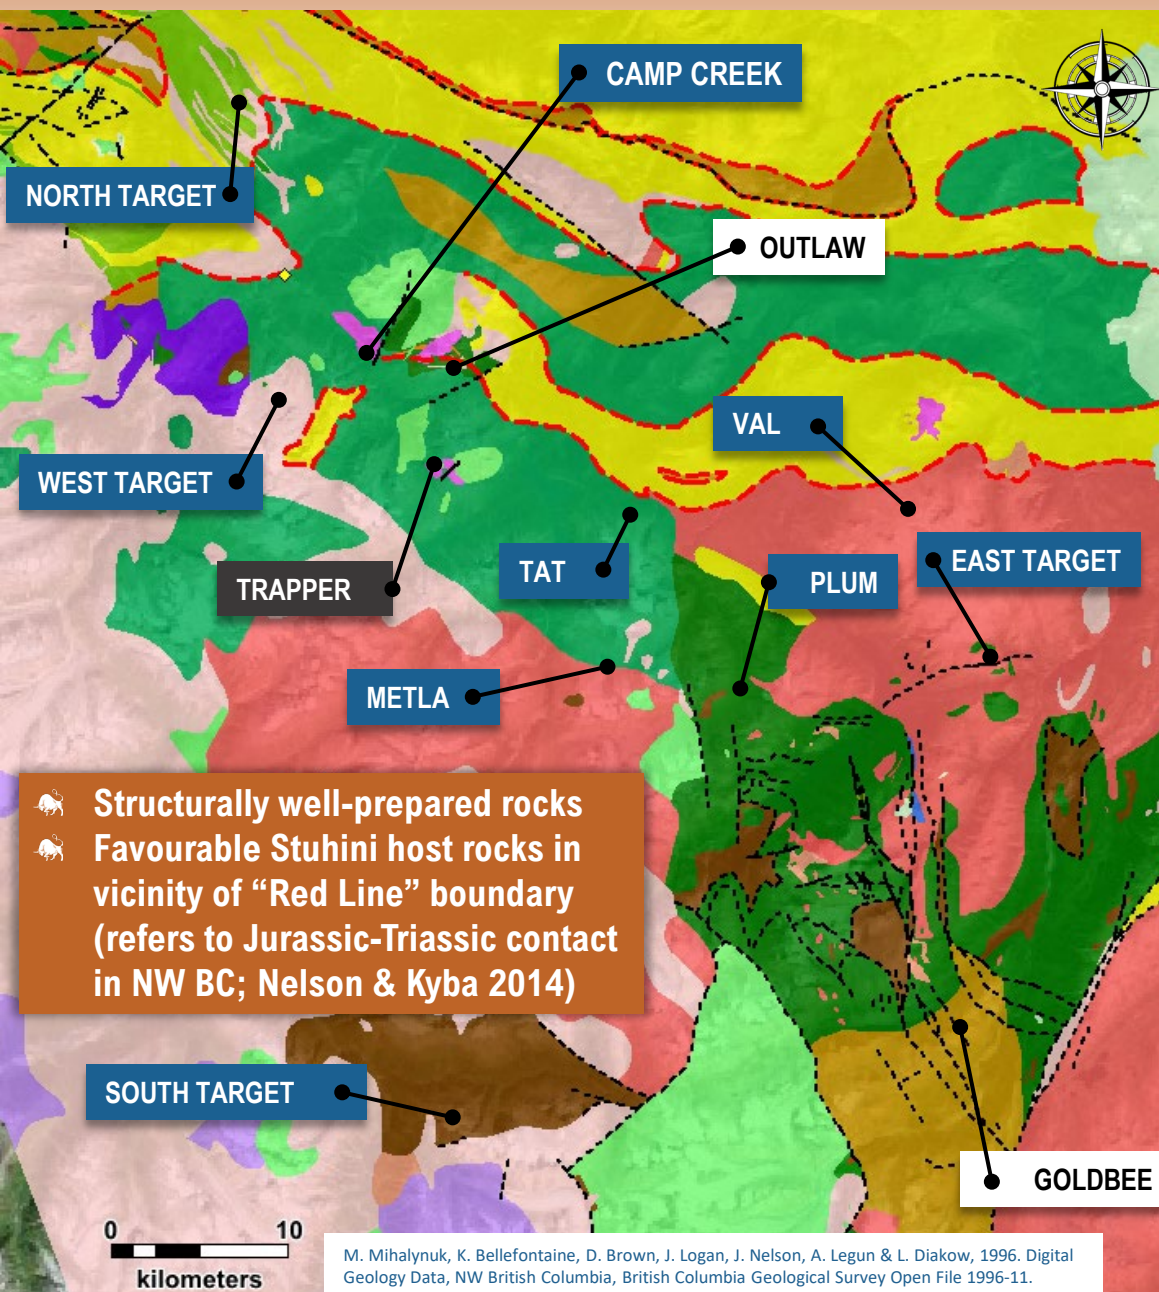 CAMP CREEK
NORTH TARGET
OUTLAW
VAL
WEST TARGET
EAST TARGET
TAT
PLUM
TRAPPER
METLA
Structurally well-prepared rocks
Favourable Stuhini host rocks in
vicinity of “Red Line” boundary
(refers to Jurassic-Triassic contact
in NW BC; Nelson & Kyba 2014)
SOUTH TARGET
GOLDBEE
0 10
kilometers
M. Mihalynuk, K. Bellefontaine, D. Brown, J. Logan, J. Nelson, A. Legun & L. Diakow, 1996. Digital
Geology Data, NW British Columbia, British Columbia Geological Survey Open File 1996-11.